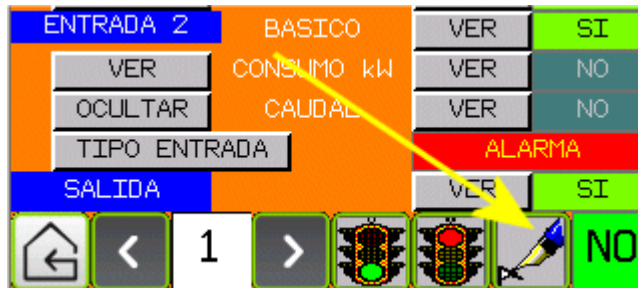 ENTRADA 2 BASICO VER SI
VER CONSUMO kW VER NO
OCULTAR CAUDAL VER NO
TIPO ENTRADA ALARMA
SALIDA VER SI
1 NO